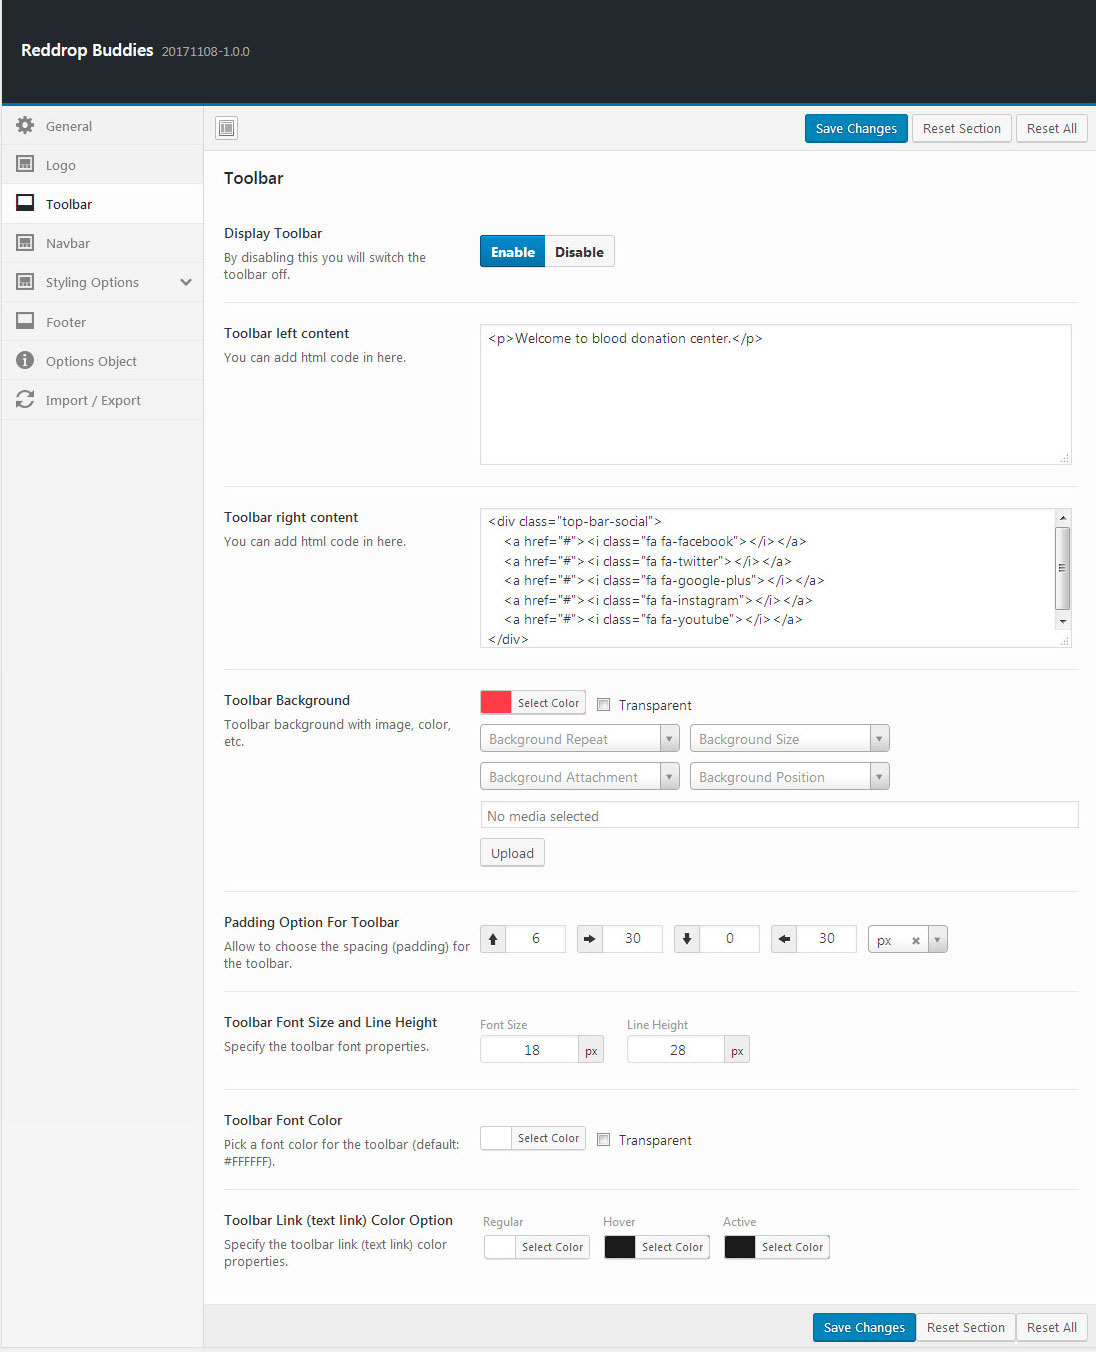 Reddrop Buddies 20171108-1.0.0
General
Logo
Toolbar
Navbar
Styling Options
Footer
Options Object
Import / Export
Save Changes Reset Section Reset All
Toolbar
Display Toolbar
By disabling this you will switch the
toolbar off.
Enable Disable
Toolbar left content
You can add html code in here.
<p>Welcome to blood donation center.</p>
Toolbar right content
You can add html code in here.
<div class="top-bar-social">
<a href="#"><i class="fa fa-facebook"></i></a>
<a href="#"><i class="fa fa-twitter"></i></a>
<a href="#"><i class="fa fa-google-plus"></i></a>
<a href="#"><i class="fa fa-instagram"></i></a>
<a href="#"><i class="fa fa-youtube"></i></a>
</div>
Toolbar Background
Toolbar background with image, color,
etc.
Select Color Transparent
Background Repeat Background Size
Background Attachment Background Position
No media selected
Upload
Padding Option For Toolbar
Allow to choose the spacing (padding) for
the toolbar.
6 30 0 30 px ×
Toolbar Font Size and Line Height
Specify the toolbar font properties.
Font Size Line Height
18 px 28 px
Toolbar Font Color
Pick a font color for the toolbar (default:
#FFFFFF).
Select Color Transparent
Toolbar Link (text link) Color Option
Specify the toolbar link (text link) color
properties.
Regular Hover Active
Select Color Select Color Select Color
Save Changes Reset Section Reset All